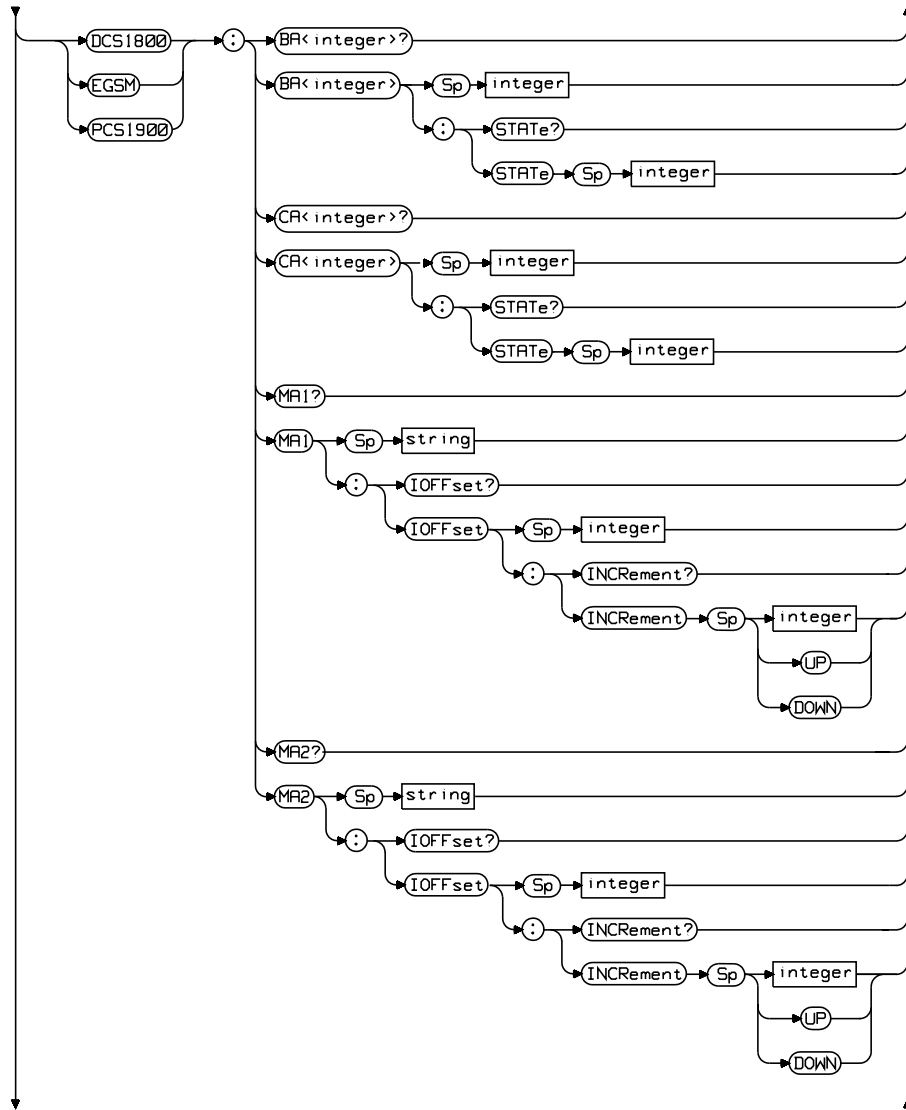 DCS1800 : BA<integer>?
EGSM BA<integer> Sp integer
PCS1900 : STATe?
STATe Sp integer
CA<integer>?
CA<integer> Sp integer
: STATe?
STATe Sp integer
MA1?
MA1 Sp string
: IOFFset?
IOFFset Sp integer
: INCRement?
INCRement Sp integer
UP
DOWN
MA2?
MA2 Sp string
: IOFFset?
IOFFset Sp integer
: INCRement?
INCRement Sp integer
UP
DOWN